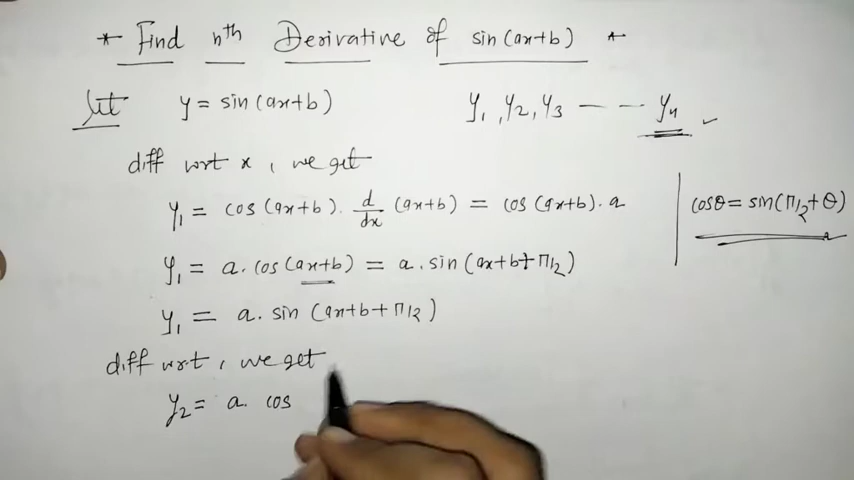 * Find nth Derivative of sin(ax+b) *
Let y = sin(ax+b) y₁, y₂, y₃ — — yₙ ✓
diff wrt x, we get
y₁ = cos(ax+b). d/dx (ax+b) = cos(ax+b). a
cosθ = sin(π/2+θ)
y₁ = a. cos(ax+b) = a. sin(ax+b+π/2)
y₁ = a. sin(ax+b+π/2)
diff wrt, we get
y₂ = a. cos